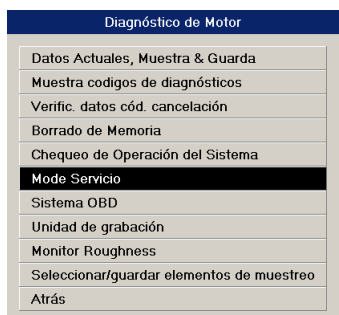 Diagnóstico de Motor
Datos Actuales, Muestra & Guarda
Muestra codigos de diagnósticos
Verific. datos cód. cancelación
Borrado de Memoria
Chequeo de Operación del Sistema
Mode Servicio
Sistema OBD
Unidad de grabación
Monitor Roughness
Seleccionar/guardar elementos de muestreo
Atrás